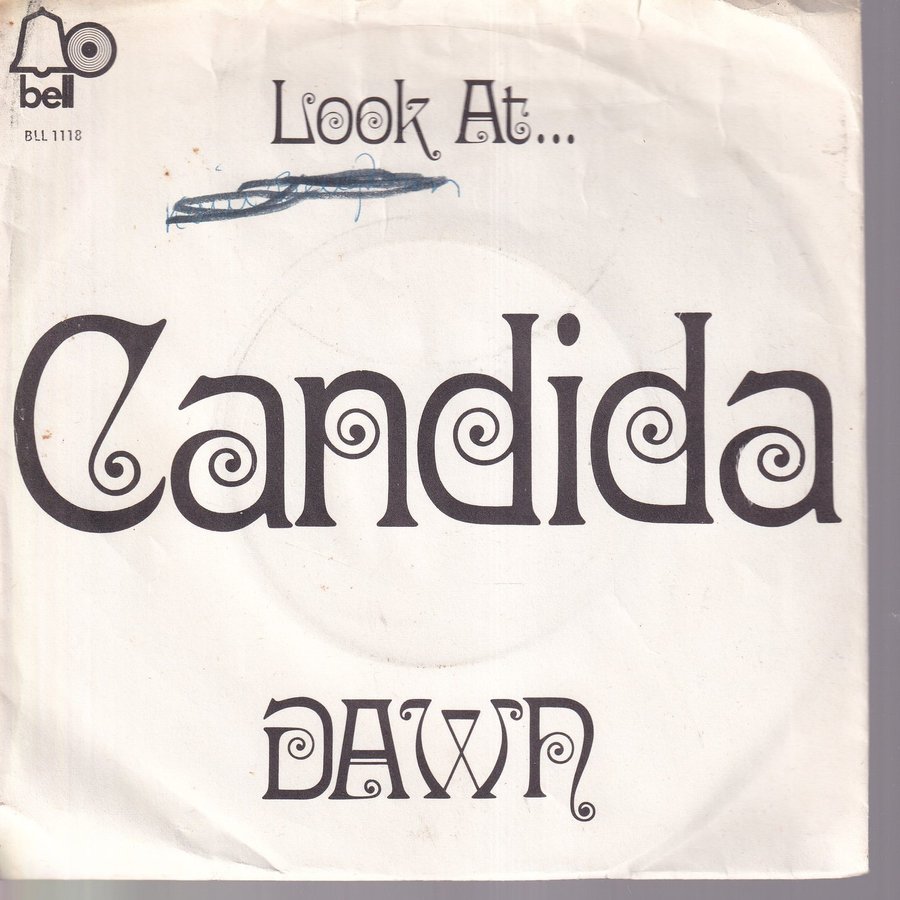 bell
BLL 1118
Look At...
Candida
DAWN